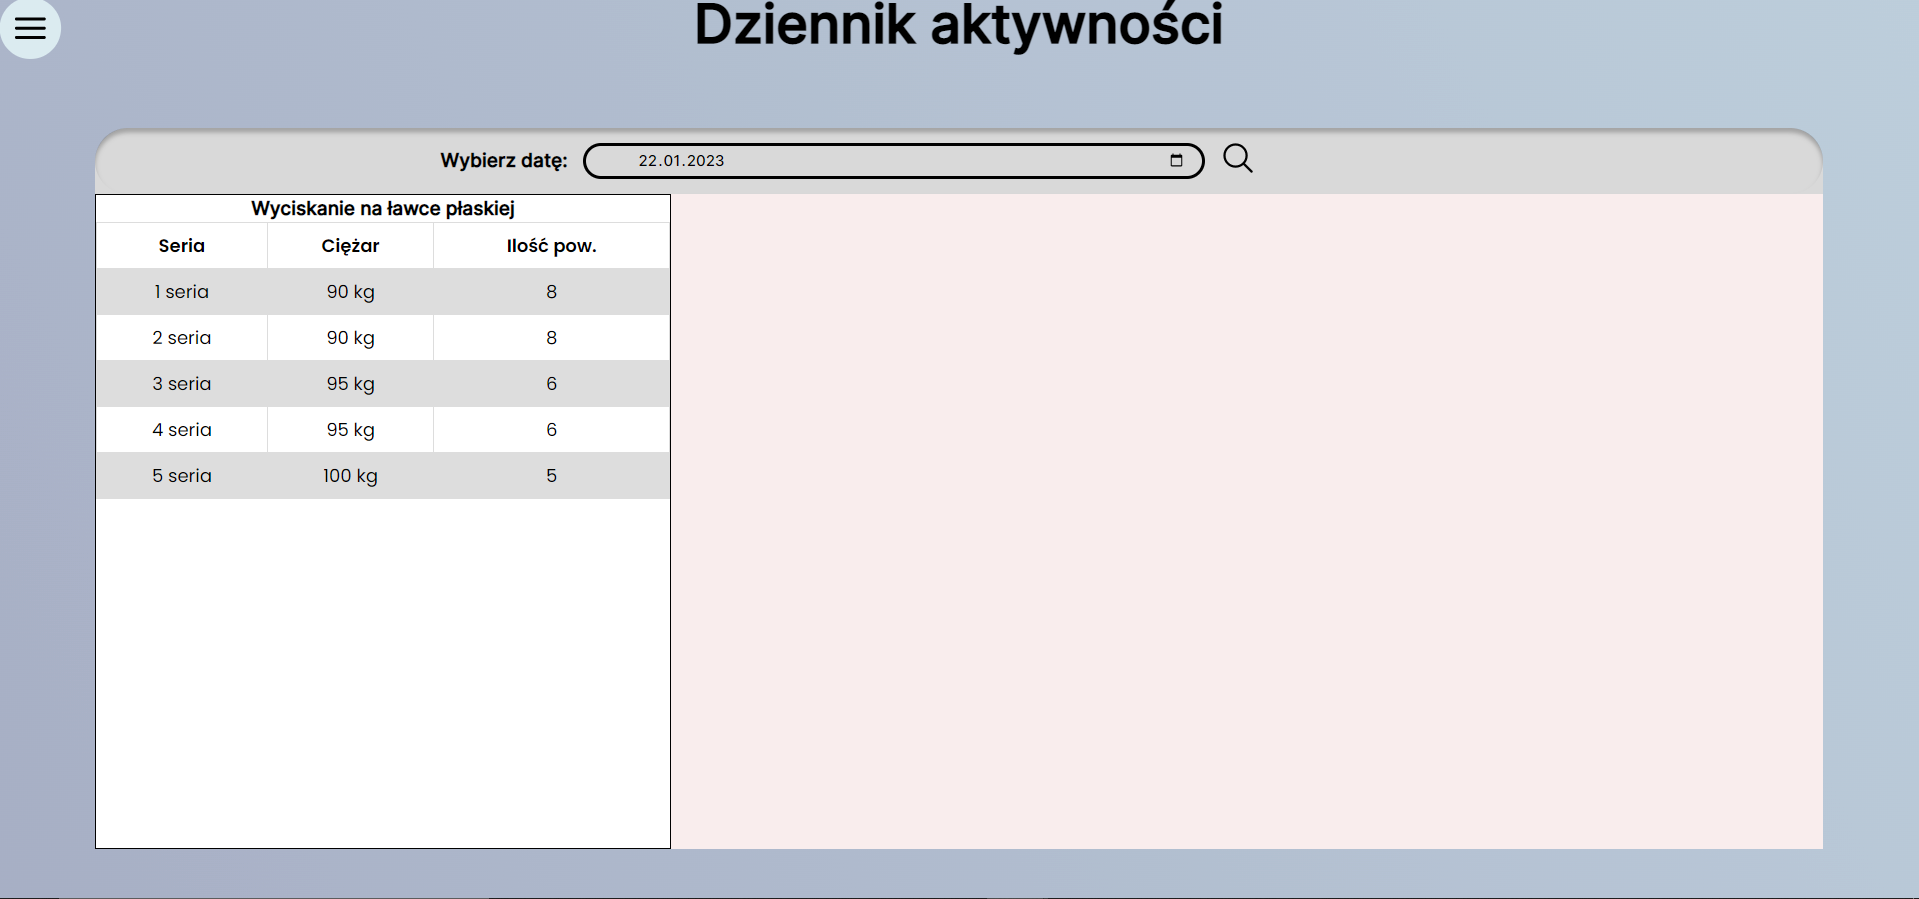 Dziennik aktywności
Wybierz datę: 22.01.2023
Wyciskanie na ławce płaskiej
Seria Ciężar Ilość pow.
1 seria 90 kg 8
2 seria 90 kg 8
3 seria 95 kg 6
4 seria 95 kg 6
5 seria 100 kg 5